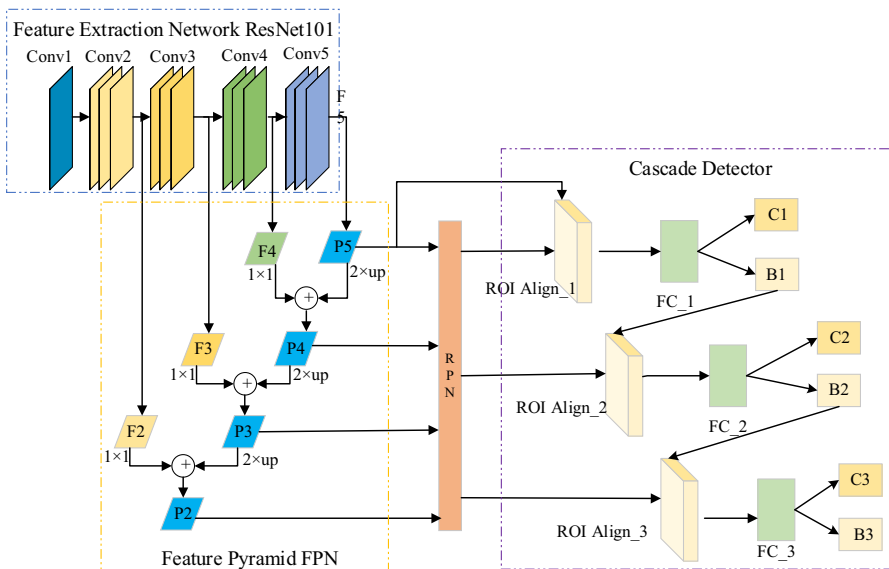 Feature Extraction Network ResNet101
Conv1 Conv2 Conv3 Conv4 Conv5
F5
Cascade Detector
F4
P5
1×1
2×up
+
F3
P4
1×1
2×up
+
F2
P3
1×1
2×up
+
P2
Feature Pyramid FPN
RPN
ROI Align_1
FC_1
C1
B1
ROI Align_2
FC_2
C2
B2
ROI Align_3
FC_3
C3
B3